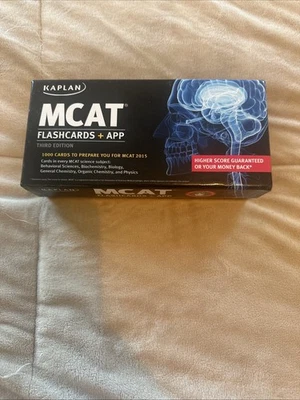 KAPLAN
MCAT®
FLASHCARDS + APP
THIRD EDITION
1000 CARDS TO PREPARE YOU FOR MCAT 2015
Cards in every MCAT science subject:
Behavioral Sciences, Biochemistry, Biology,
General Chemistry, Organic Chemistry, and Physics
HIGHER SCORE GUARANTEED
OR YOUR MONEY BACK*
MCAT